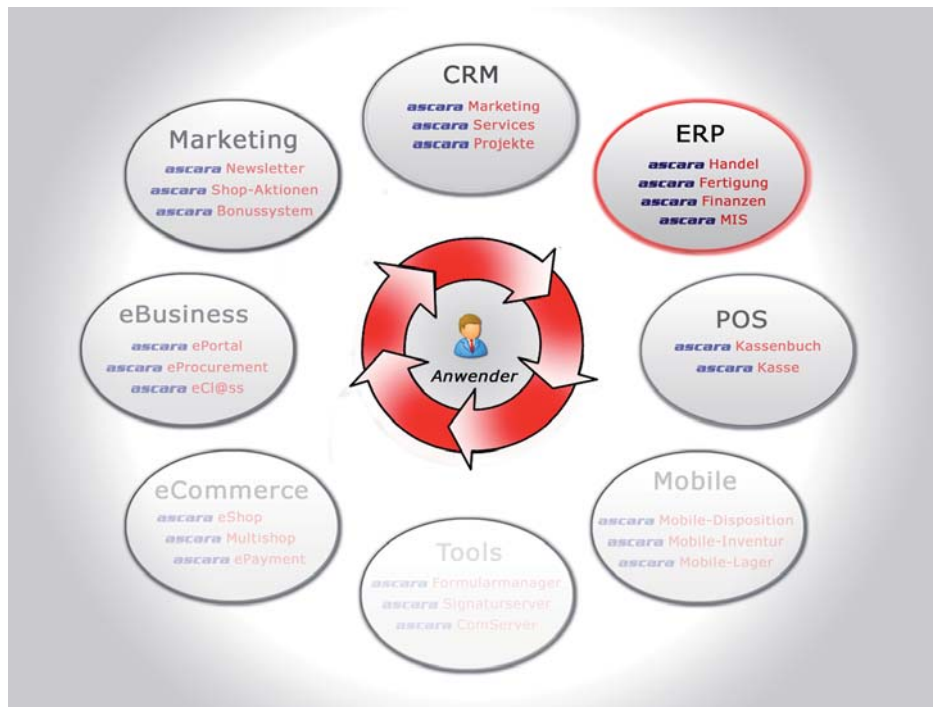 CRM
ascara Marketing
ascara Services
ascara Projekte
ERP
ascara Handel
ascara Fertigung
ascara Finanzen
ascara MIS
POS
ascara Kassenbuch
ascara Kasse
Mobile
ascara Mobile-Disposition
ascara Mobile-Inventur
ascara Mobile-Lager
Tools
ascara Formularmanager
ascara Signaturserver
ascara ComServer
eCommerce
ascara eShop
ascara Multishop
ascara ePayment
eBusiness
ascara ePortal
ascara eProcurement
ascara eCl@ss
Marketing
ascara Newsletter
ascara Shop-Aktionen
ascara Bonussystem
Anwender